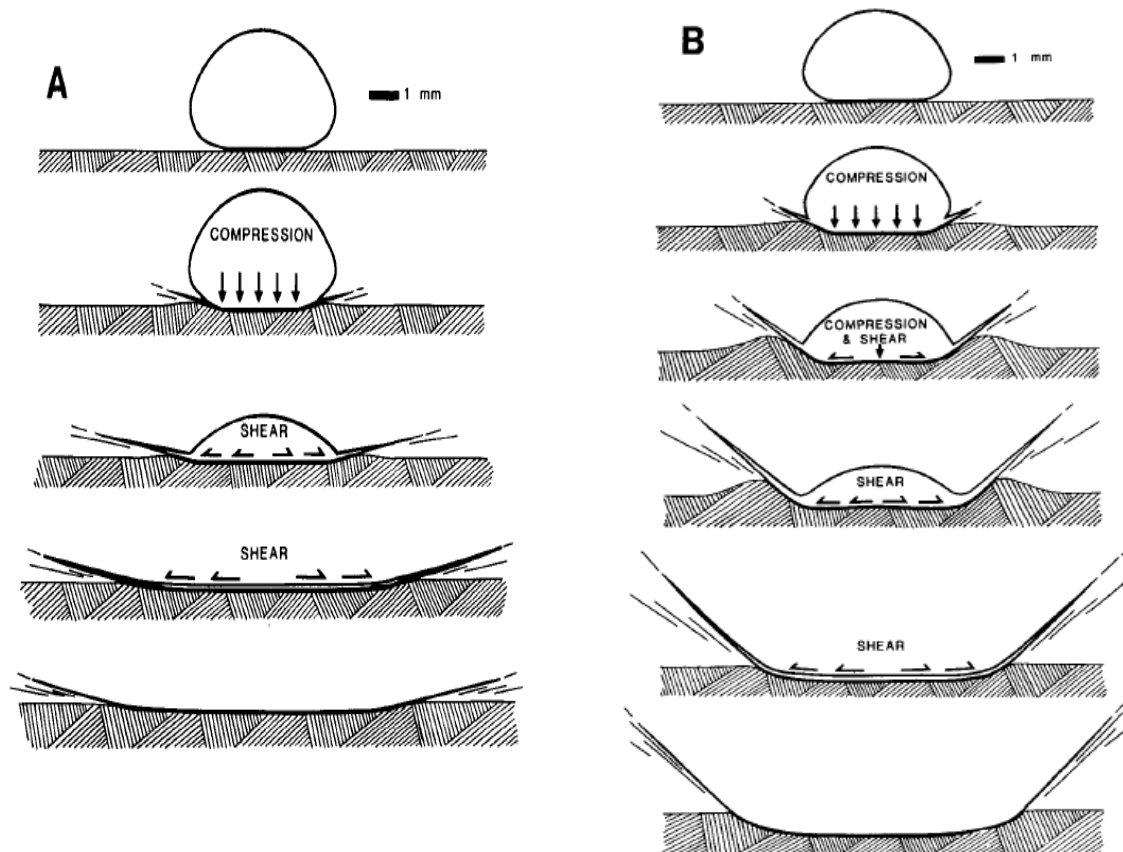 A
1 mm
COMPRESSION
SHEAR
SHEAR
B
1 mm
COMPRESSION
COMPRESSION
& SHEAR
SHEAR
SHEAR